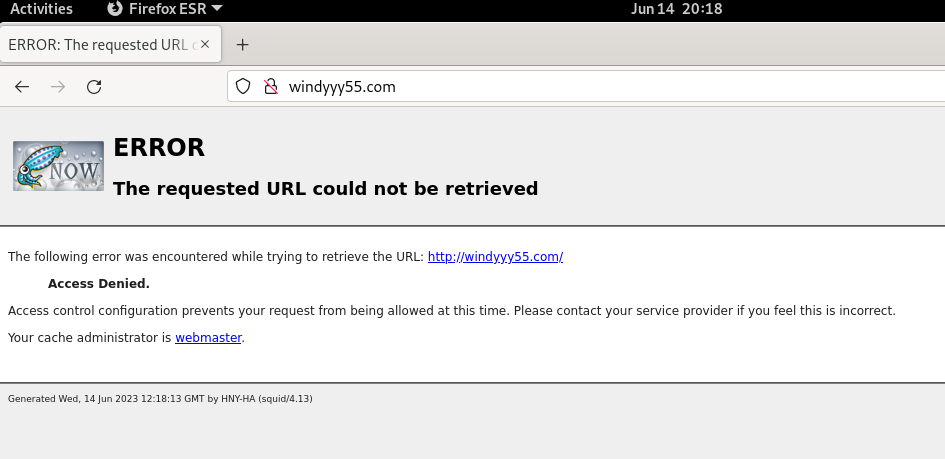 Activities Firefox ESR Jun 14 20:18
ERROR: The requested URL c
windyyy55.com
NOW
ERROR
The requested URL could not be retrieved
The following error was encountered while trying to retrieve the URL: http://windyyy55.com/
Access Denied.
Access control configuration prevents your request from being allowed at this time. Please contact your service provider if you feel this is incorrect.
Your cache administrator is webmaster.
Generated Wed, 14 Jun 2023 12:18:13 GMT by HNY-HA (squid/4.13)